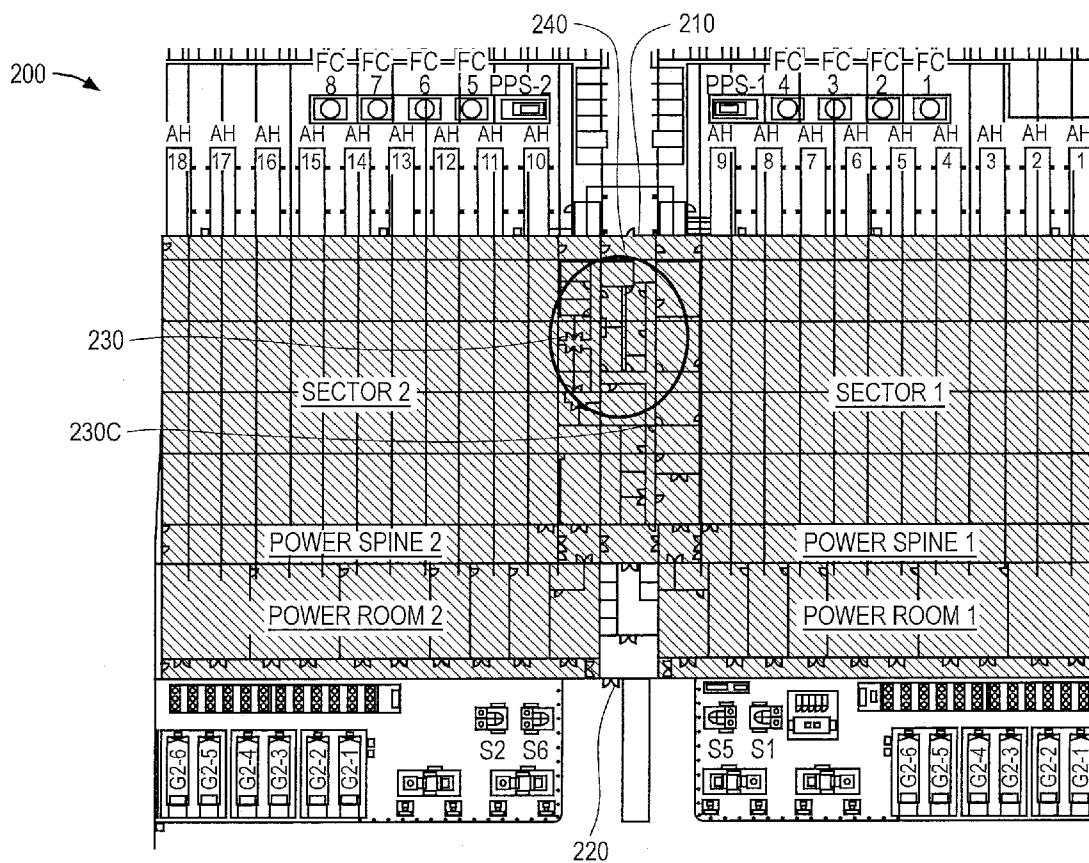 240 210
200
FC FC FC FC
8 7 6 5 PPS-2
FC FC FC FC
PPS-1 4 3 2 1
AH AH AH AH AH AH AH AH AH
18 17 16 15 14 13 12 11 10
AH AH AH AH AH AH AH AH AH
9 8 7 6 5 4 3 2 1
230
SECTOR 2 SECTOR 1
230C
POWER SPINE 2 POWER SPINE 1
POWER ROOM 2 POWER ROOM 1
S2 S6 S5 S1
G2-6 G2-5 G2-4 G2-3 G2-2 G2-1
G2-6 G2-5 G2-4 G2-3 G2-2 G2-1
220